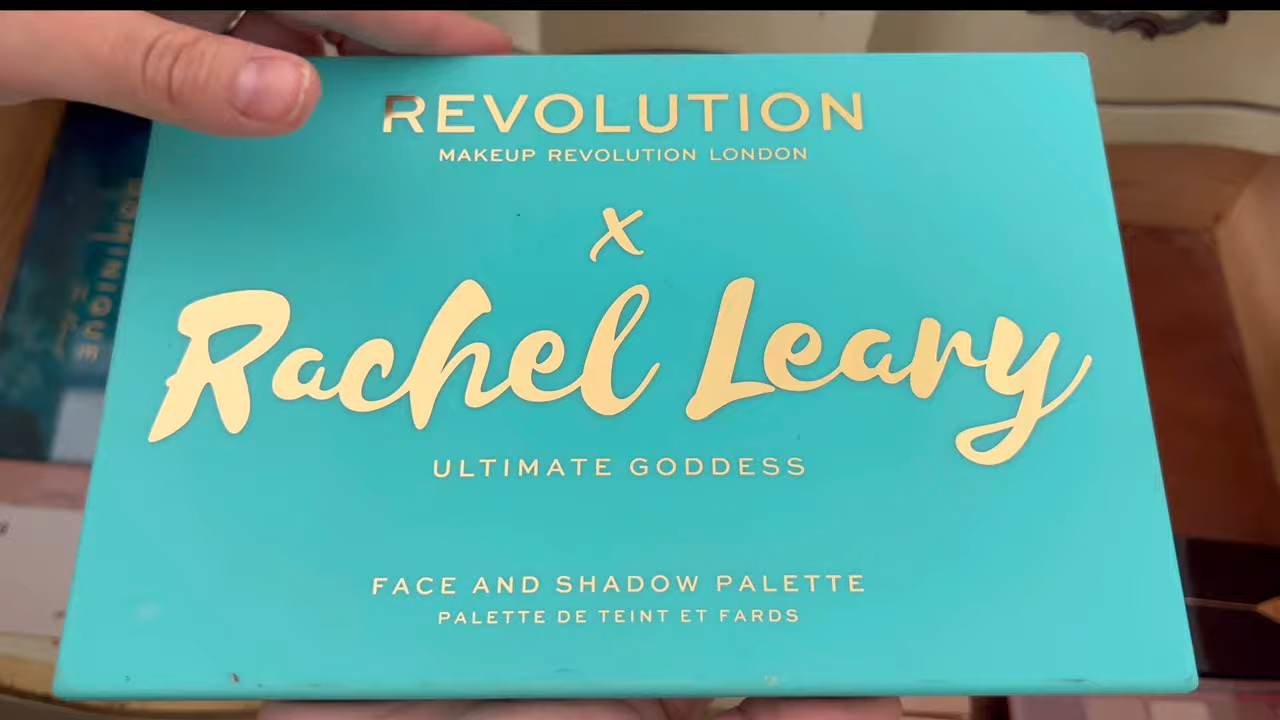 REVOLUTION
MAKEUP REVOLUTION LONDON
x
Rachel Leary
ULTIMATE GODDESS
FACE AND SHADOW PALETTE
PALETTE DE TEINT ET FARDS